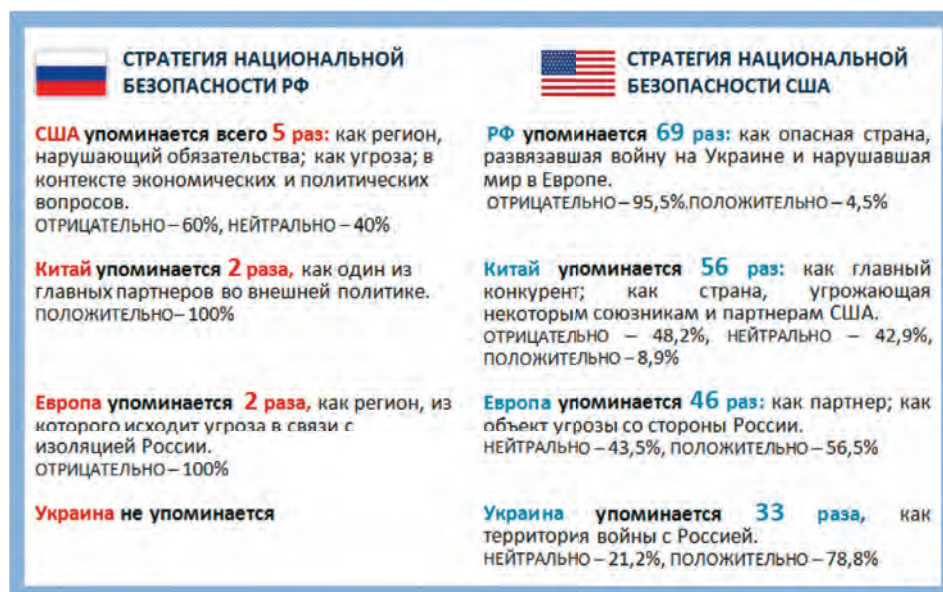 СТРАТЕГИЯ НАЦИОНАЛЬНОЙ
БЕЗОПАСНОСТИ РФ
США упоминается всего 5 раз: как регион,
нарушающий обязательства; как угроза; в
контексте экономических и политических
вопросов.
ОТРИЦАТЕЛЬНО – 60%, НЕЙТРАЛЬНО – 40%
Китай упоминается 2 раза, как один из
главных партнеров во внешней политике.
ПОЛОЖИТЕЛЬНО– 100%
Европа упоминается 2 раза, как регион, из
которого исходит угроза в связи с
изоляцией России.
ОТРИЦАТЕЛЬНО – 100%
Украина не упоминается
СТРАТЕГИЯ НАЦИОНАЛЬНОЙ
БЕЗОПАСНОСТИ США
РФ упоминается 69 раз: как опасная страна,
развязавшая войну на Украине и нарушавшая
мир в Европе.
ОТРИЦАТЕЛЬНО – 95,5%.ПОЛОЖИТЕЛЬНО – 4,5%
Китай упоминается 56 раз: как главный
конкурент; как страна, угрожающая
некоторым союзникам и партнерам США.
ОТРИЦАТЕЛЬНО – 48,2%, НЕЙТРАЛЬНО – 42,9%,
ПОЛОЖИТЕЛЬНО – 8,9%
Европа упоминается 46 раз: как партнер; как
объект угрозы со стороны России.
НЕЙТРАЛЬНО – 43,5%, ПОЛОЖИТЕЛЬНО – 56,5%
Украина упоминается 33 раза, как
территория войны с Россией.
НЕЙТРАЛЬНО – 21,2%, ПОЛОЖИТЕЛЬНО – 78,8%